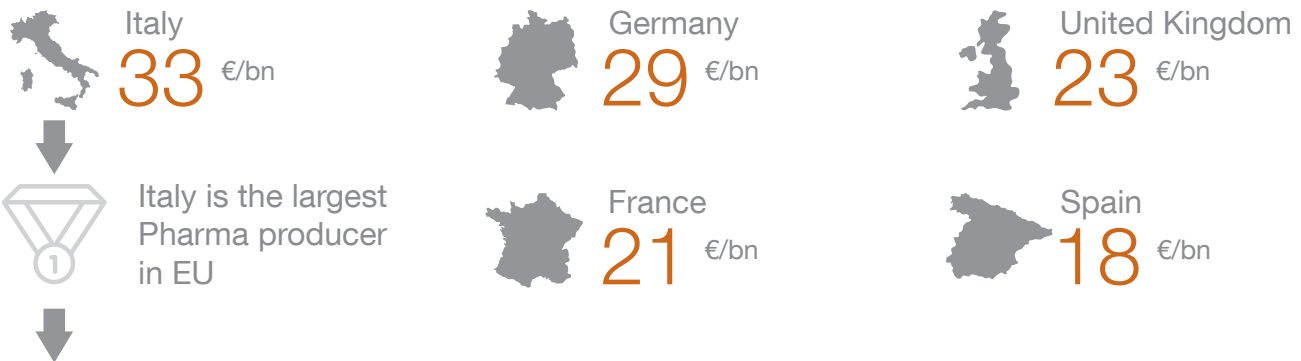 Italy
33 €/bn
Germany
29 €/bn
United Kingdom
23 €/bn
1
Italy is the largest
Pharma producer
in EU
France
21 €/bn
Spain
18 €/bn